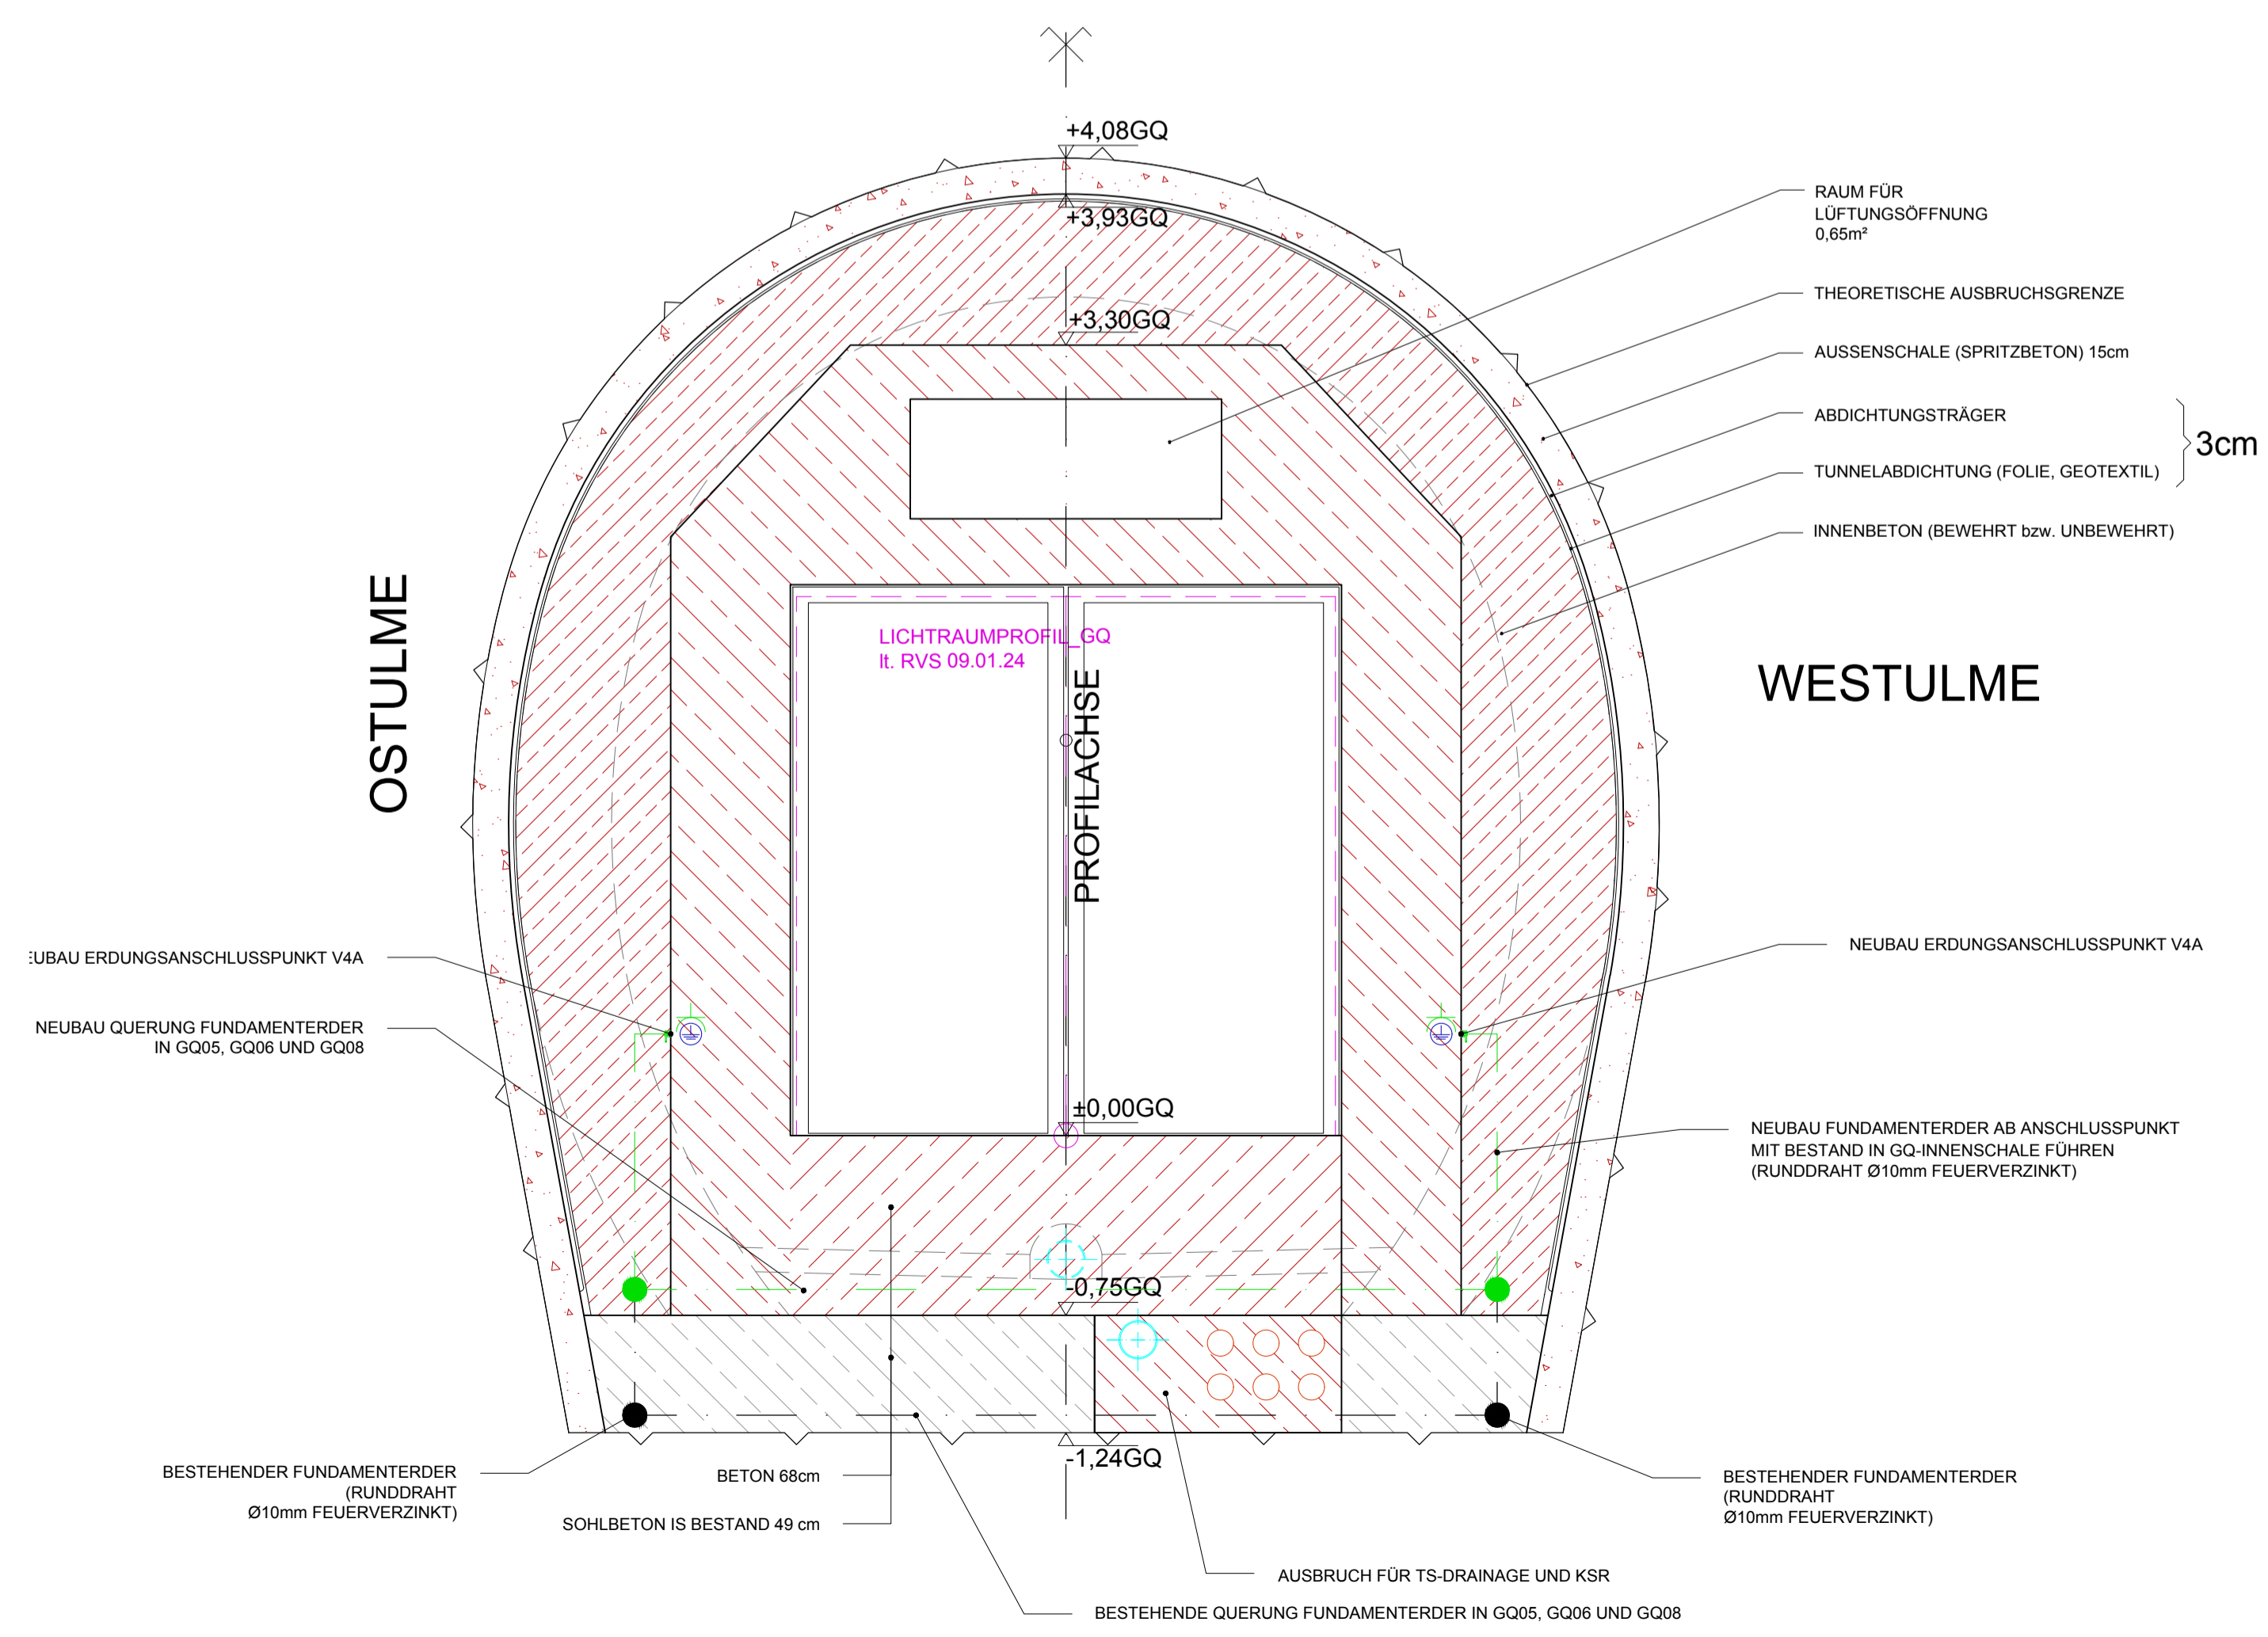 +4,08GQ
+3,93GQ
+3,30GQ
RAUM FÜR
LÜFTUNGSÖFFNUNG
0,65m²
THEORETISCHE AUSBRUCHSGRENZE
AUSSENSCHALE (SPRITZBETON) 15cm
ABDICHTUNGSTRÄGER
3cm
TUNNELABDICHTUNG (FOLIE, GEOTEXTIL)
INNENBETON (BEWEHRT bzw. UNBEWEHRT)
OSTULME
LICHTRAUMPROFIL_GQ
lt. RVS 09.01.24
PROFILACHSE
WESTULME
EUBAU ERDUNGSANSCHLUSSPUNKT V4A
NEUBAU ERDUNGSANSCHLUSSPUNKT V4A
NEUBAU QUERUNG FUNDAMENTERDER
IN GQ05, GQ06 UND GQ08
±0,00GQ
NEUBAU FUNDAMENTERDER AB ANSCHLUSSPUNKT
MIT BESTAND IN GQ-INNENSCHALE FÜHREN
(RUNDDRAHT Ø10mm FEUERVERZINKT)
-0,75GQ
-1,24GQ
BESTEHENDER FUNDAMENTERDER
(RUNDDRAHT
Ø10mm FEUERVERZINKT)
BETON 68cm
SOHLBETON IS BESTAND 49 cm
BESTEHENDER FUNDAMENTERDER
(RUNDDRAHT
Ø10mm FEUERVERZINKT)
AUSBRUCH FÜR TS-DRAINAGE UND KSR
BESTEHENDE QUERUNG FUNDAMENTERDER IN GQ05, GQ06 UND GQ08